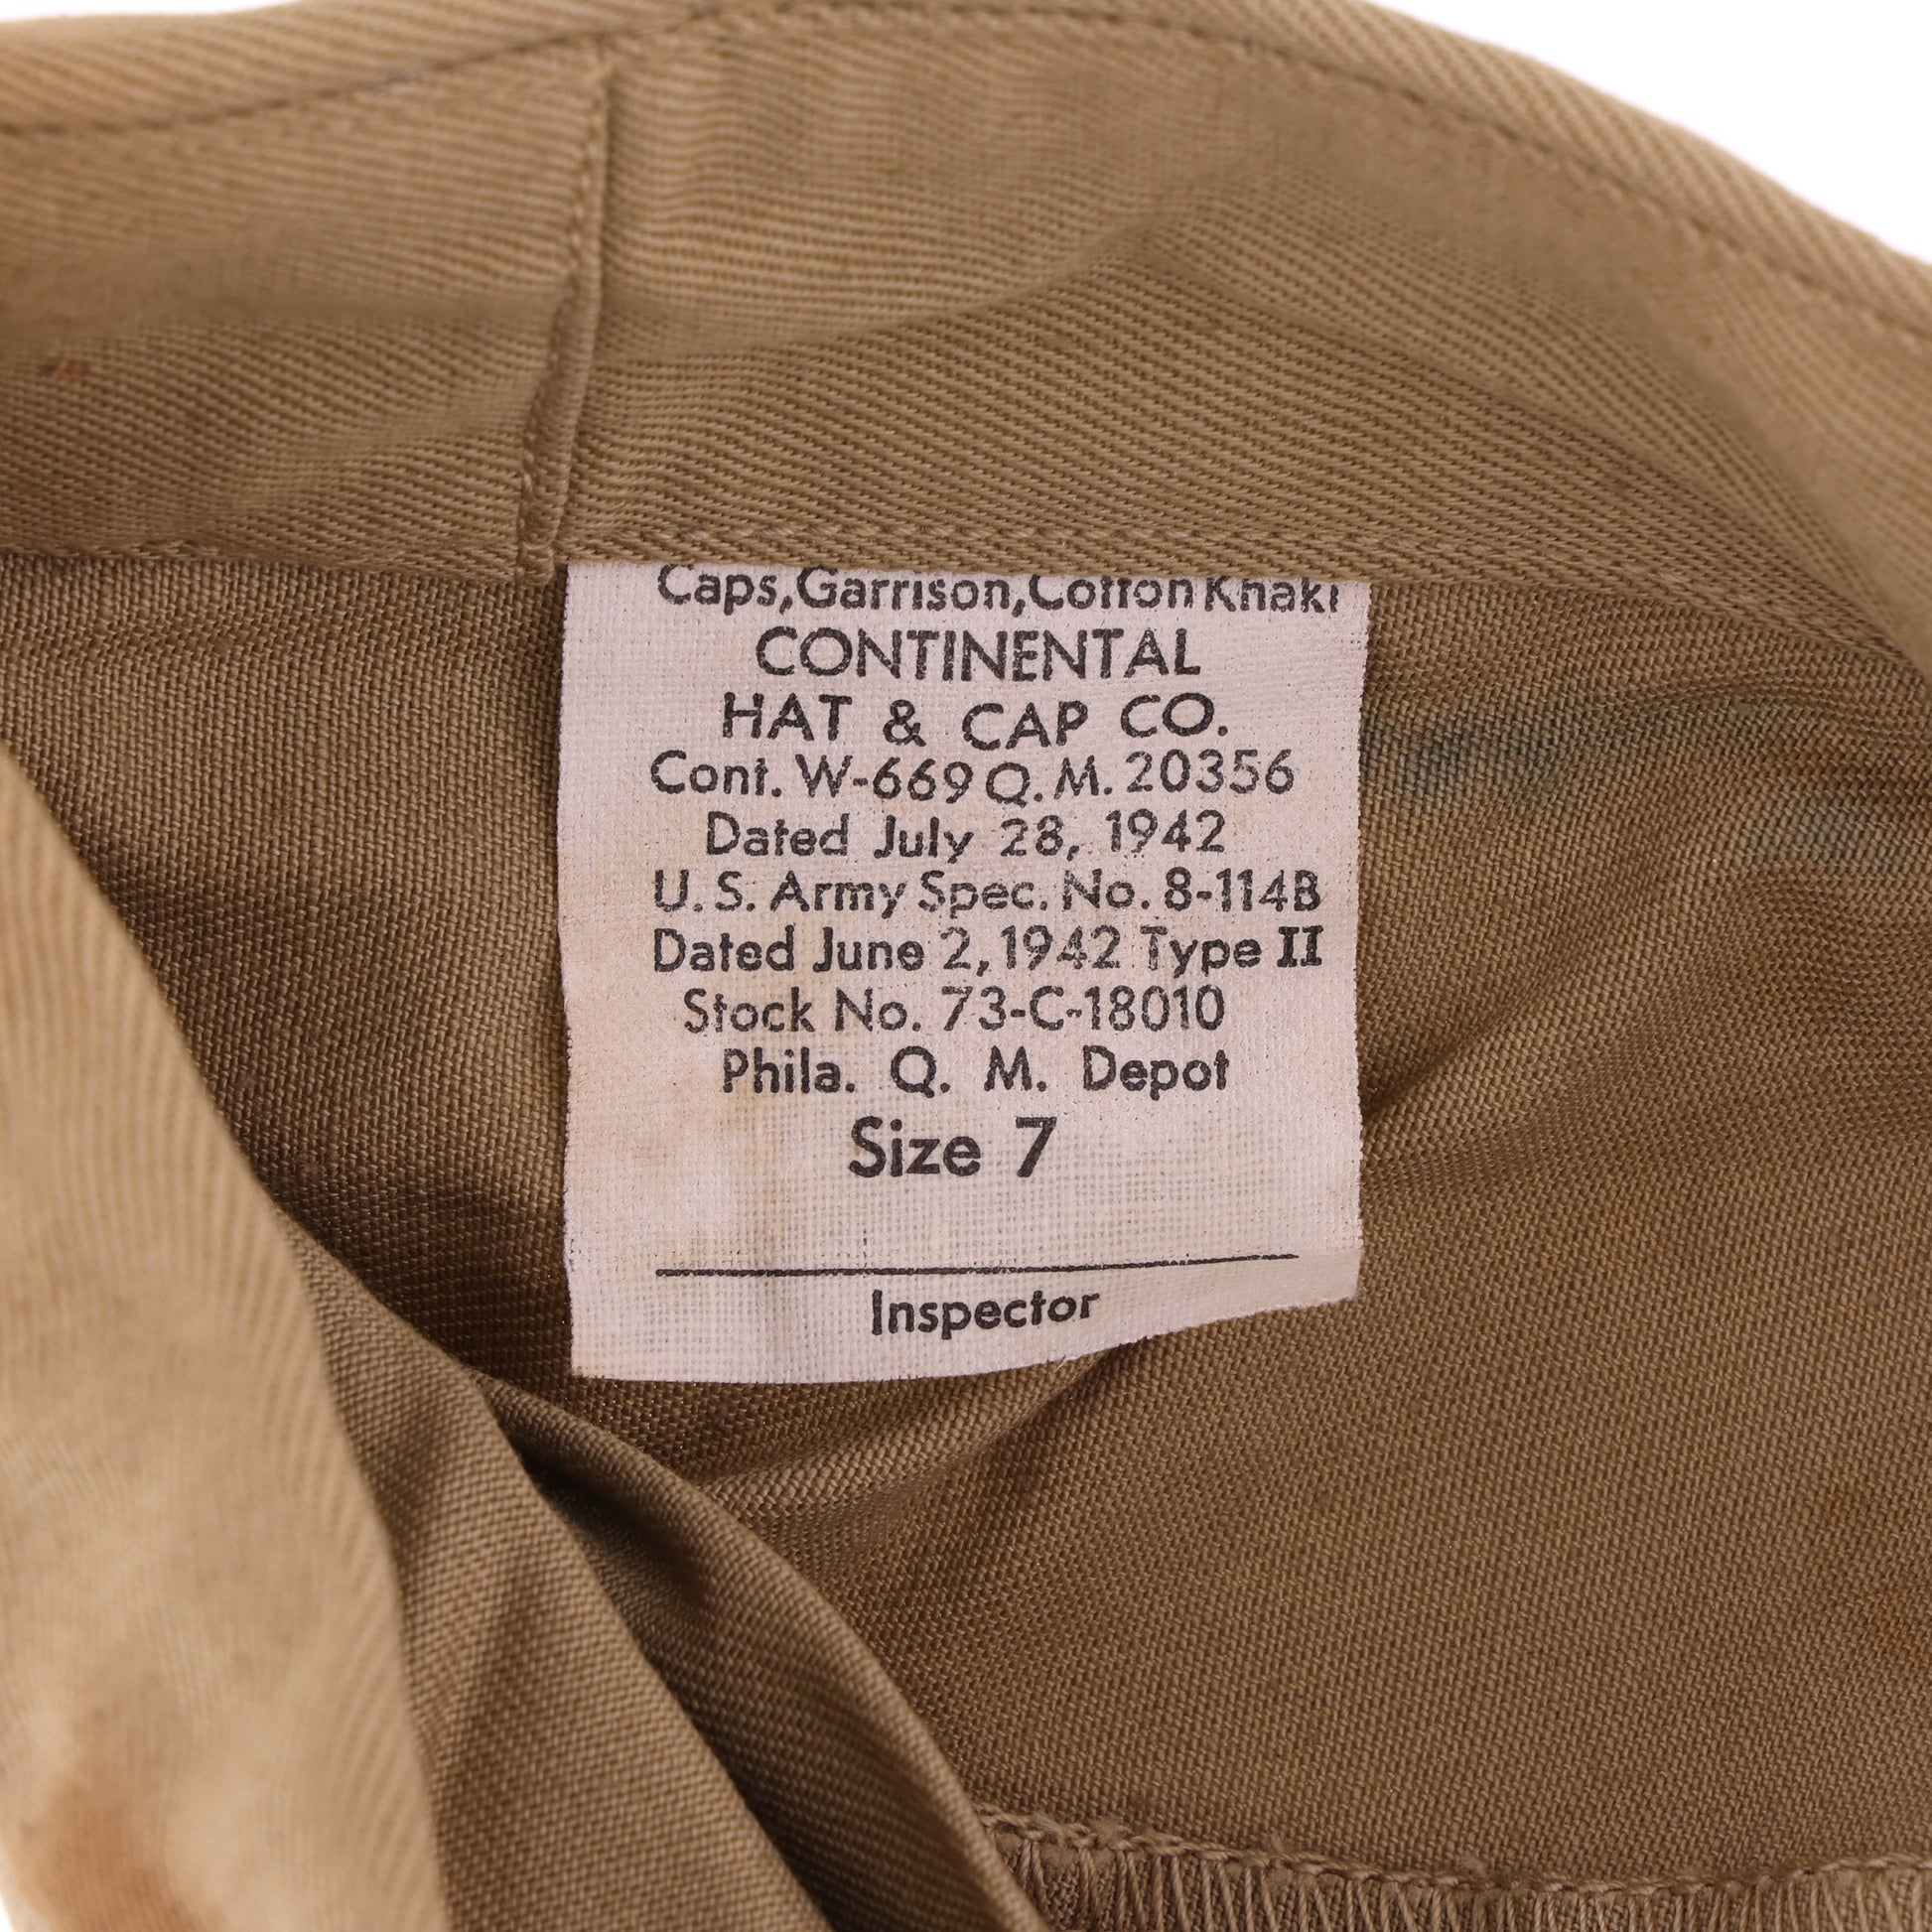 Caps,Garrison,Cotton Khaki
CONTINENTAL
HAT & CAP CO.
Cont. W-669 Q.M. 20356
Dated July 28, 1942
U.S. Army Spec. No. 8-114B
Dated June 2, 1942 Type II
Stock No. 73-C-18010
Phila. Q. M. Depot
Size 7
Inspector